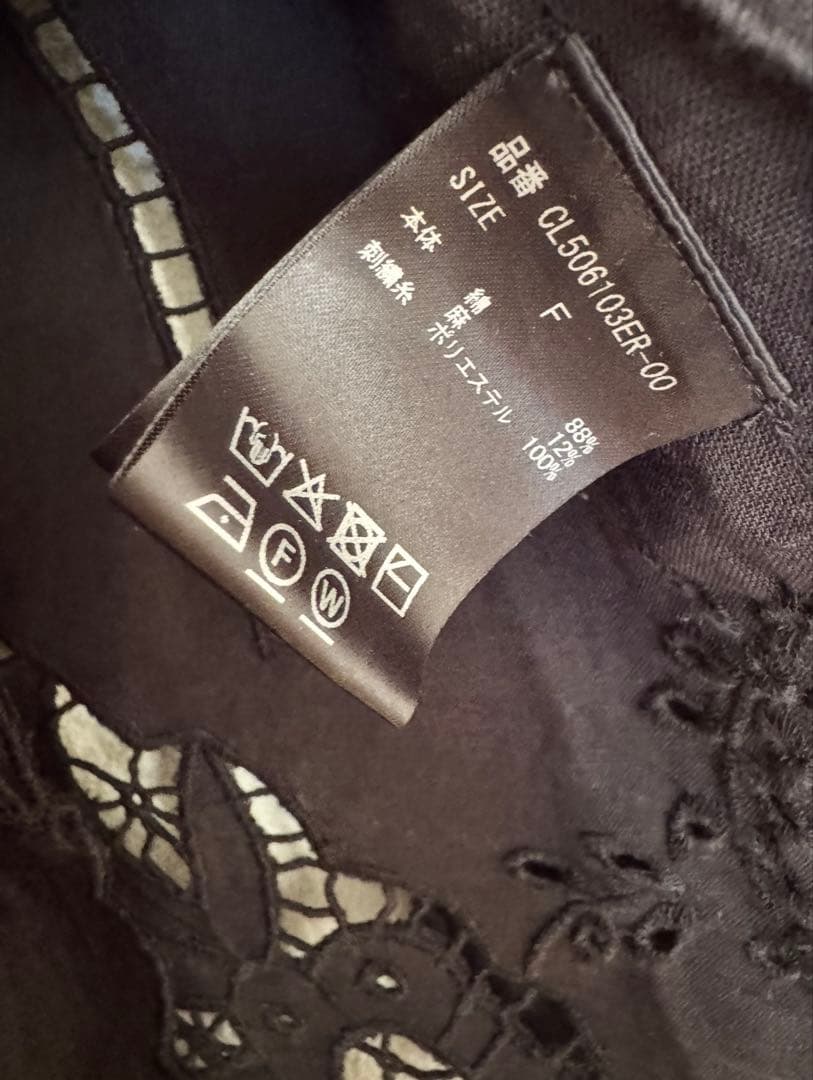 品番 CL506103ER-00
SIZE F
本体 綿 88%
麻 12%
刺繍糸 ポリエステル 100%
F
W